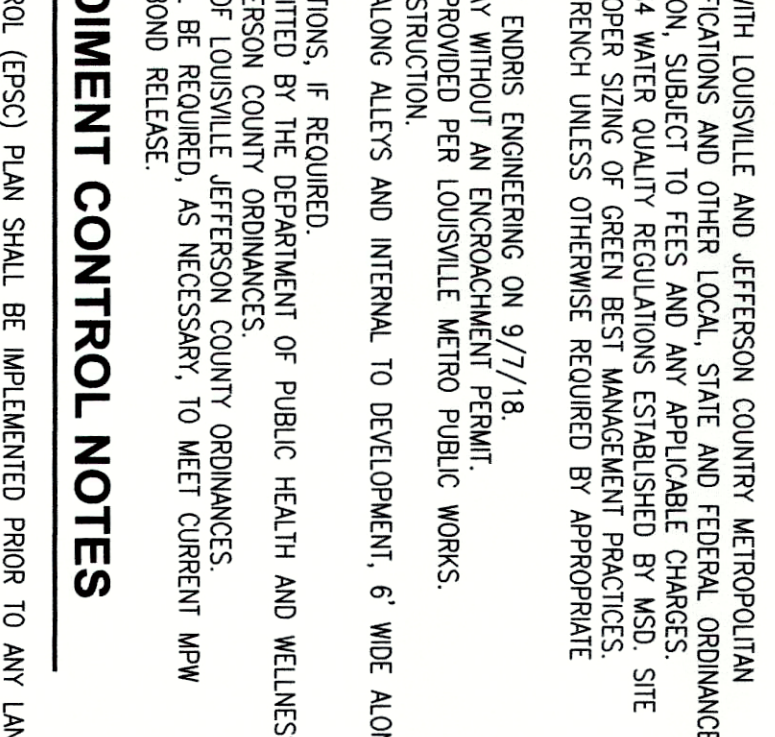 WITH LOUISVILLE AND JEFFERSON COUNTRY METROPOLITAN
FICATIONS AND OTHER LOCAL, STATE AND FEDERAL ORDINANCE
ON, SUBJECT TO FEES AND ANY APPLICABLE CHARGES.
4 WATER QUALITY REGULATIONS ESTABLISHED BY MSD. SITE
OPER SIZING OF GREEN BEST MANAGEMENT PRACTICES.
RENCH UNLESS OTHERWISE REQUIRED BY APPROPRIATE
ENDRIS ENGINEERING ON 9/7/18.
AY WITHOUT AN ENCROACHMENT PERMIT.
PROVIDED PER LOUISVILLE METRO PUBLIC WORKS.
STRUCTION.
ALONG ALLEYS AND INTERNAL TO DEVELOPMENT, 6' WIDE ALON
TIONS, IF REQUIRED.
ITTED BY THE DEPARTMENT OF PUBLIC HEALTH AND WELLNES
ERSON COUNTY ORDINANCES.
OF LOUISVILLE JEFFERSON COUNTY ORDINANCES.
BE REQUIRED, AS NECESSARY, TO MEET CURRENT MPW
BOND RELEASE.
DIMENT CONTROL NOTES
ROL (EPSC) PLAN SHALL BE IMPLEMENTED PRIOR TO ANY LAN